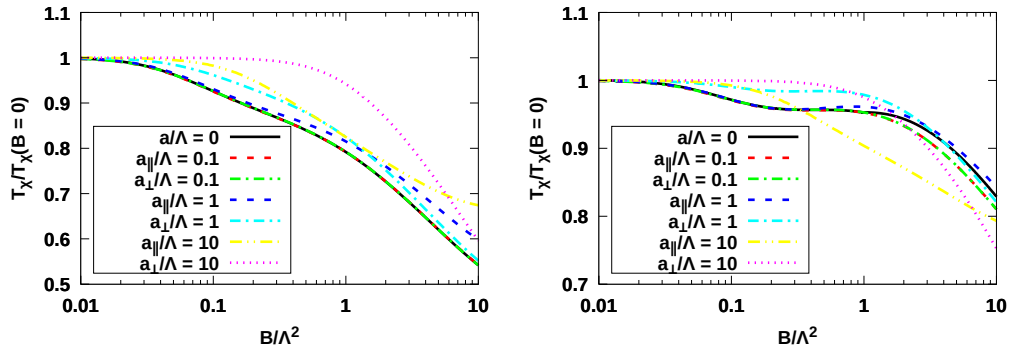 1.1
1
0.9
0.8
0.7
0.6
0.5
0.01
0.1
1
10
T_χ/T_χ(B = 0)
B/Λ²
a/Λ = 0
a_∥/Λ = 0.1
a_⊥/Λ = 0.1
a_∥/Λ = 1
a_⊥/Λ = 1
a_∥/Λ = 10
a_⊥/Λ = 10
1.1
1
0.9
0.8
0.7
0.01
0.1
1
10
T_χ/T_χ(B = 0)
B/Λ²
a/Λ = 0
a_∥/Λ = 0.1
a_⊥/Λ = 0.1
a_∥/Λ = 1
a_⊥/Λ = 1
a_∥/Λ = 10
a_⊥/Λ = 10